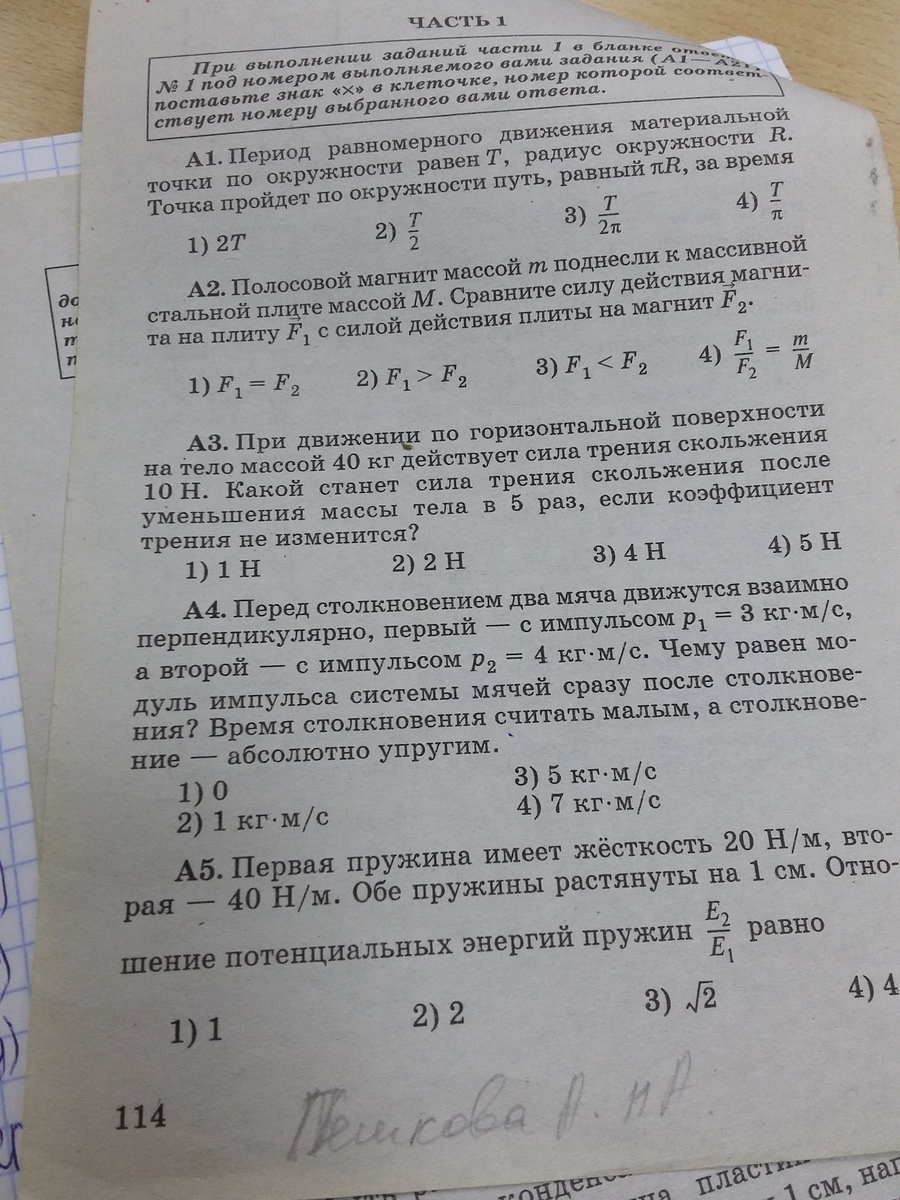 ЧАСТЬ 1
При выполнении заданий части 1 в бланке
№ 1 под номером выполняемого вами задания (А1—А21)
поставьте знак «×» в клеточке, номер которой соответ-
ствует номеру выбранного вами ответа.
А1. Период равномерного движения материальной
точки по окружности равен T, радиус окружности R.
Точка пройдет по окружности путь, равный πR, за время
1) 2T 2) T/2 3) T/2π 4) T/π
А2. Полосовой магнит массой m поднесли к массивной
стальной плите массой M. Сравните силу действия магни-
та на плиту F⃗₁ с силой действия плиты на магнит F⃗₂.
1) F₁ = F₂ 2) F₁ > F₂ 3) F₁ < F₂ 4) F₁/F₂ = m/M
А3. При движении по горизонтальной поверхности
на тело массой 40 кг действует сила трения скольжения
10 Н. Какой станет сила трения скольжения после
уменьшения массы тела в 5 раз, если коэффициент
трения не изменится?
1) 1 Н 2) 2 Н 3) 4 Н 4) 5 Н
А4. Перед столкновением два мяча движутся взаимно
перпендикулярно, первый — с импульсом p₁ = 3 кг·м/с,
а второй — с импульсом p₂ = 4 кг·м/с. Чему равен мо-
дуль импульса системы мячей сразу после столкнове-
ния? Время столкновения считать малым, а столкнове-
ние — абсолютно упругим.
1) 0 3) 5 кг·м/с
2) 1 кг·м/с 4) 7 кг·м/с
А5. Первая пружина имеет жёсткость 20 Н/м, вто-
рая — 40 Н/м. Обе пружины растянуты на 1 см. Отно-
шение потенциальных энергий пружин E₂/E₁ равно
1) 1 2) 2 3) √2 4) 4
114
Пешкова А. н А.
пластин
1 см, нап